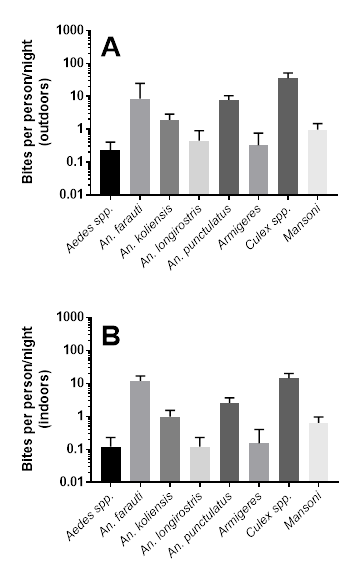 A
Bites per person/night
(outdoors)
1000
100
10
1
0.1
0.01
Aedes spp.
An. farauti
An. koliensis
An. longirostris
An. punctulatus
Armigeres
Culex spp.
Mansoni
B
Bites per person/night
(indoors)
1000
100
10
1
0.1
0.01
Aedes spp.
An. farauti
An. koliensis
An. longirostris
An. punctulatus
Armigeres
Culex spp.
Mansoni